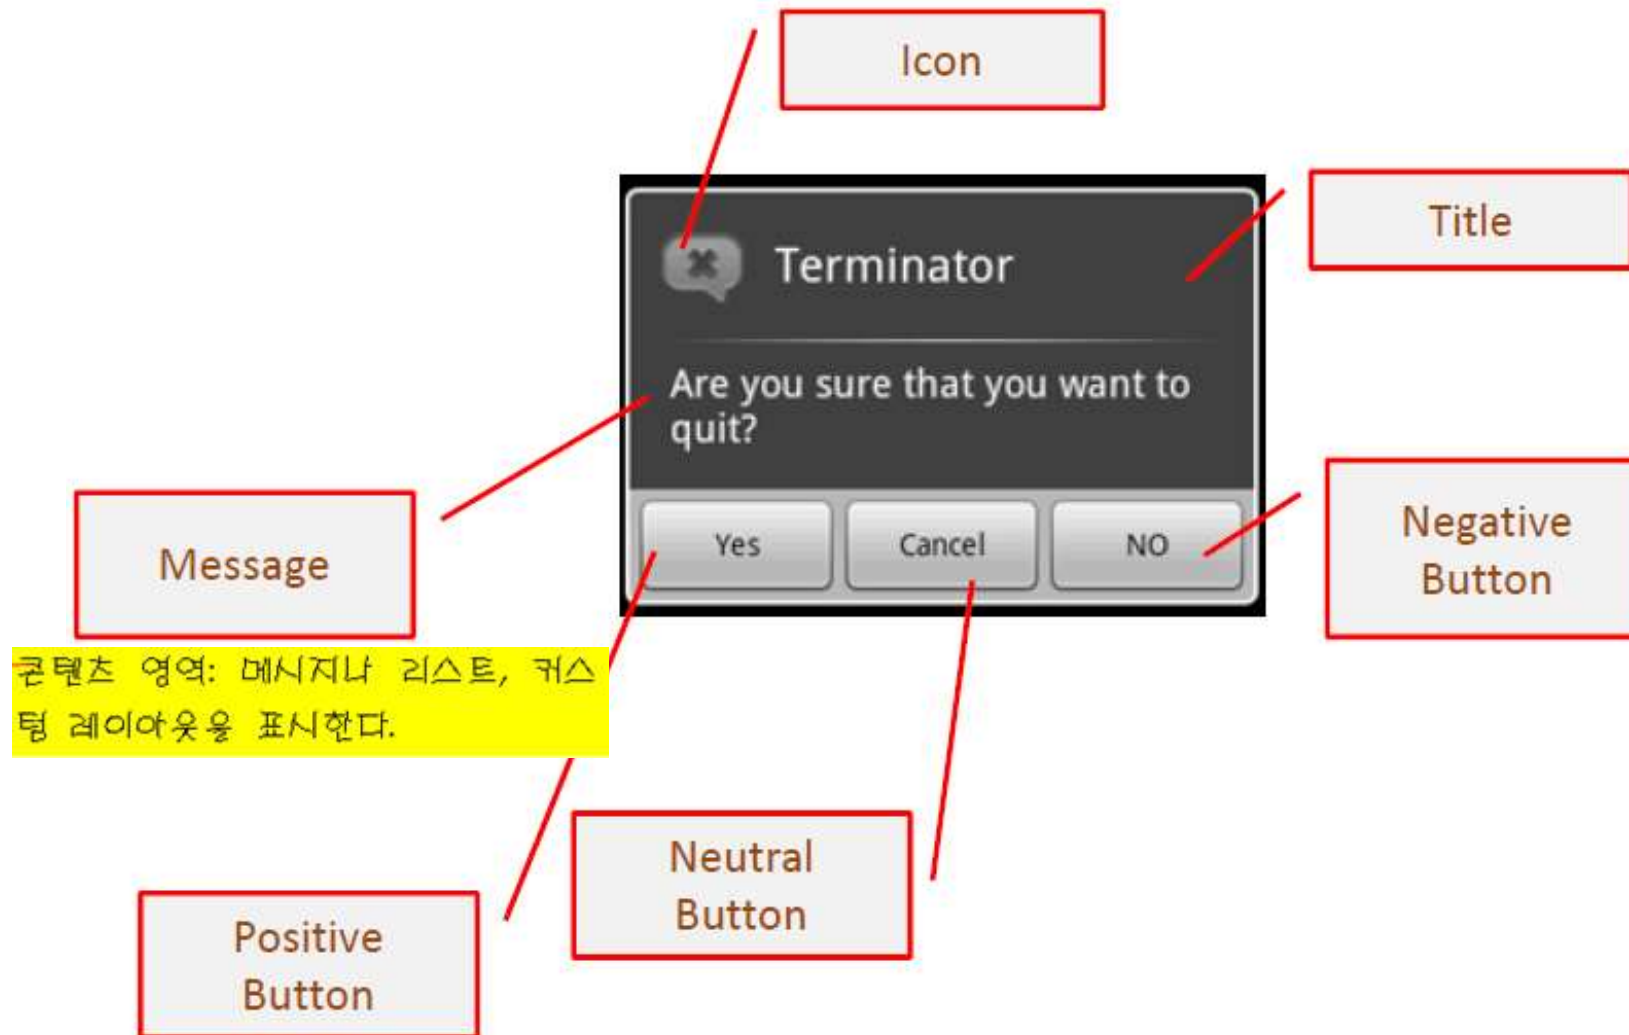 Icon
Title
Terminator
Are you sure that you want to
quit?
Message
Yes
Cancel
NO
Negative
Button
콘텐츠 영역: 메시지나 리스트, 커스
텀 레이아웃을 표시한다.
Neutral
Button
Positive
Button